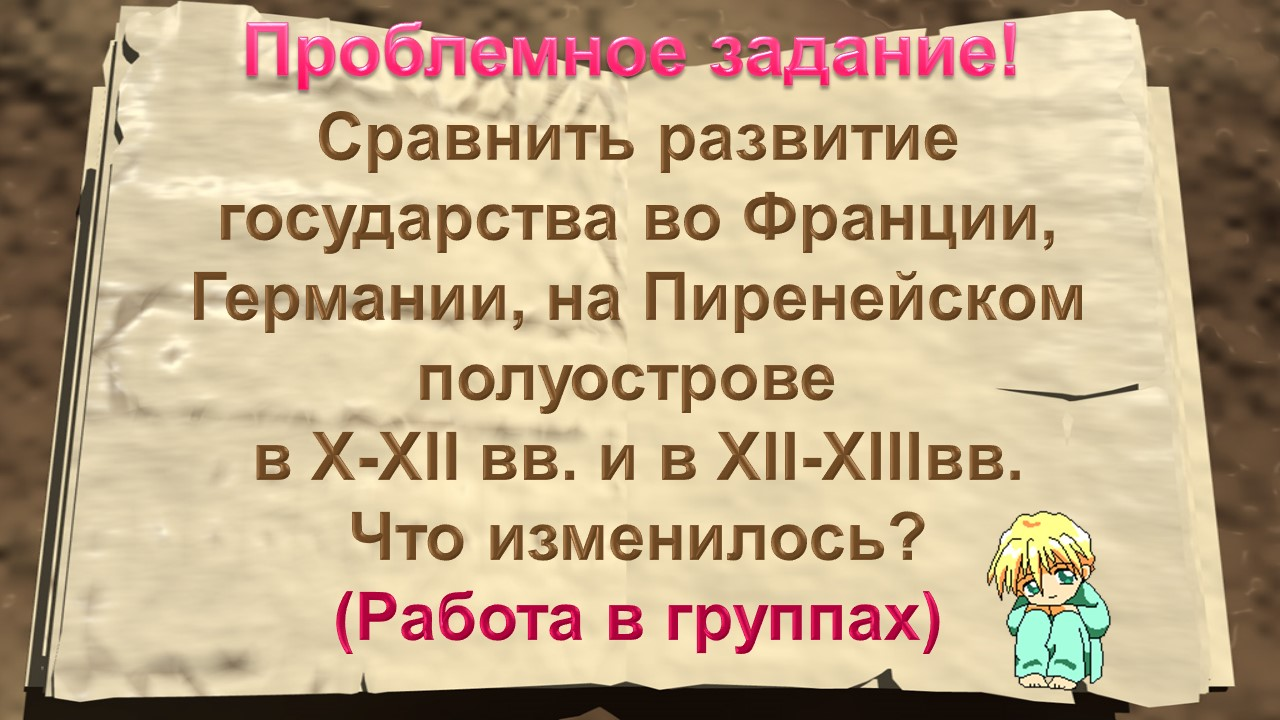 Проблемное задание!
Сравнить развитие
государства во Франции,
Германии, на Пиренейском
полуострове
в X-XII вв. и в XII-XIIIвв.
Что изменилось?
(Работа в группах)